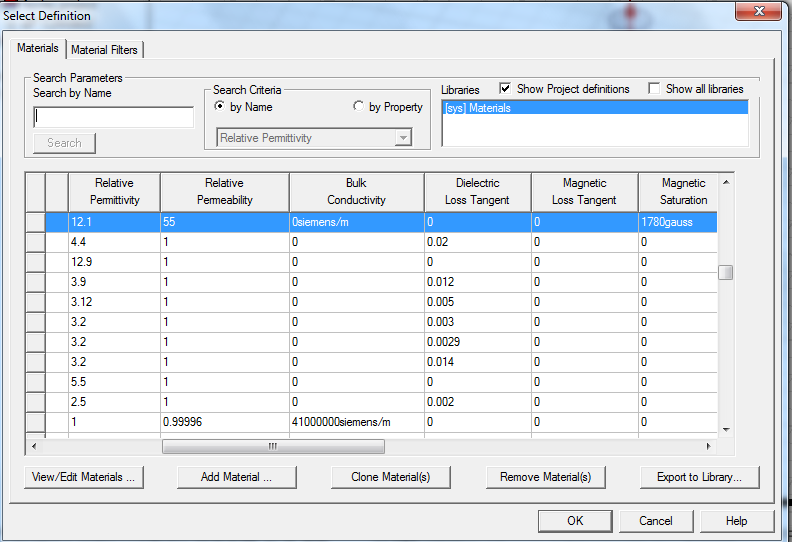 Select Definition
Materials
Material Filters
Search Parameters
Search by Name
Search
Search Criteria
by Name
by Property
Relative Permittivity
Libraries
Show Project definitions
Show all libraries
[sys] Materials
Relative Permittivity Relative Permeability Bulk Conductivity Dielectric Loss Tangent Magnetic Loss Tangent Magnetic Saturation
12.1 55 0siemens/m 0 0 1780gauss
4.4 1 0 0.02 0 0
12.9 1 0 0 0 0
3.9 1 0 0.012 0 0
3.12 1 0 0.005 0 0
3.2 1 0 0.003 0 0
3.2 1 0 0.0029 0 0
3.2 1 0 0.014 0 0
5.5 1 0 0 0 0
2.5 1 0 0.002 0 0
1 0.99996 41000000siemens/m 0 0 0
View/Edit Materials ...
Add Material ...
Clone Material(s)
Remove Material(s)
Export to Library...
OK
Cancel
Help